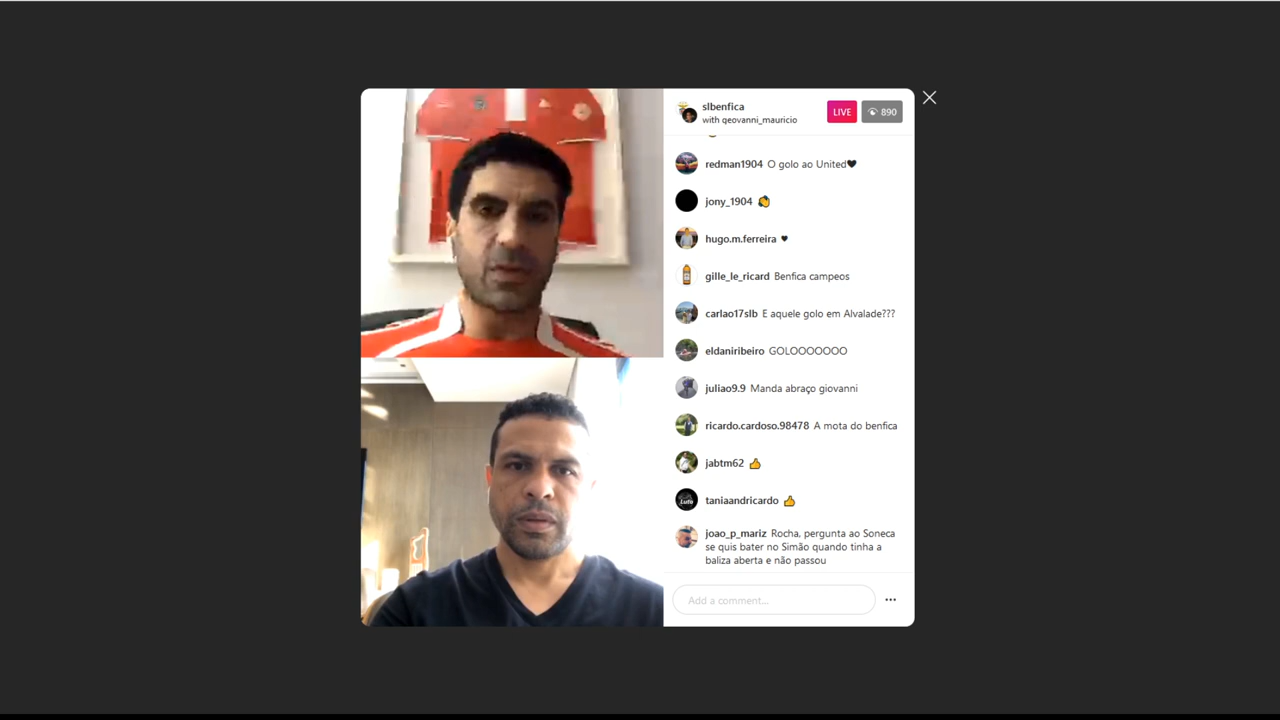 slbenfica
with qeovanni_mauricio
LIVE
890
redman1904 O golo ao United🖤
jony_1904 👏
hugo.m.ferreira 🖤
gille_le_ricard Benfica campeos
carlao17slb E aquele golo em Alvalade???
eldaniribeiro GOLOOOOOOO
juliao9.9 Manda abraço giovanni
ricardo.cardoso.98478 A mota do benfica
jabtm62 👍
taniaandricardo 👍
joao_p_mariz Rocha, pergunta ao Soneca
se quis bater no Simão quando tinha a
baliza aberta e não passou
Add a comment...